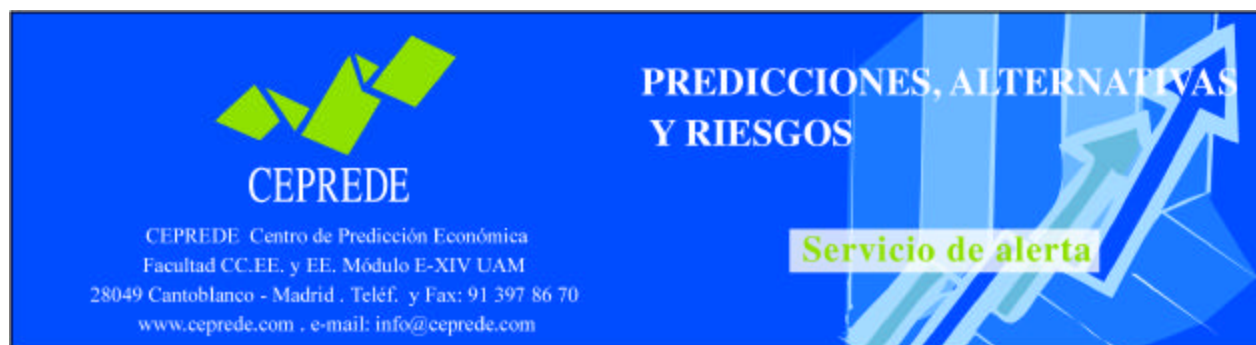 CEPREDE
CEPREDE Centro de Predicción Económica
Facultad CC.EE. y EE. Módulo E-XIV UAM
28049 Cantoblanco - Madrid . Teléf. y Fax: 91 397 86 70
www.ceprede.com . e-mail: info@ceprede.com
PREDICCIONES, ALTERNATIVAS
Y RIESGOS
Servicio de alerta